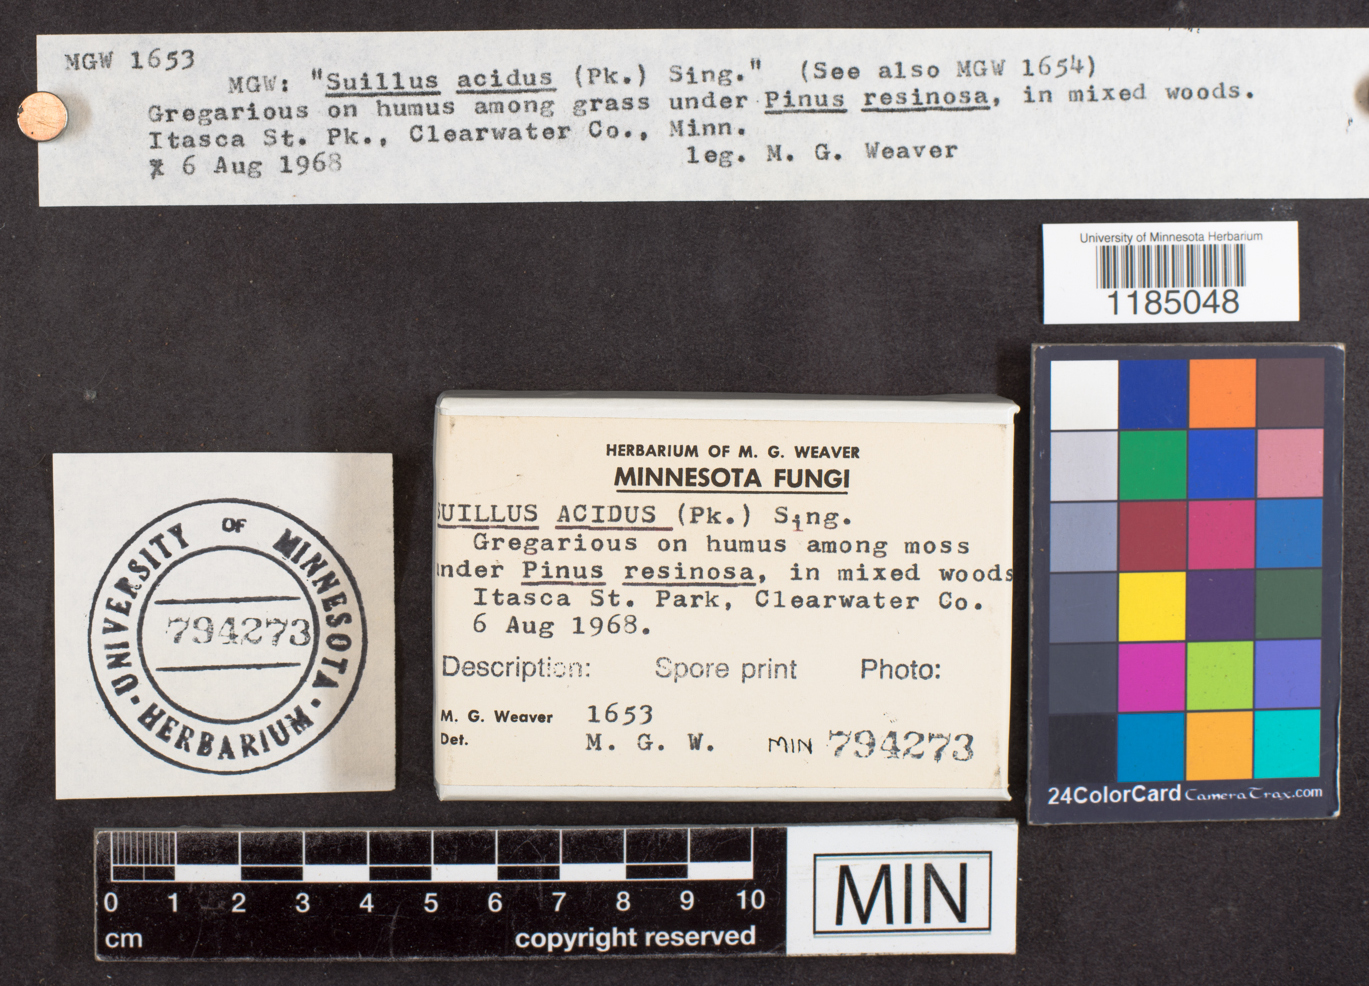 MGW 1653
MGW: "Suillus acidus (Pk.) Sing." (See also MGW 1654)
Gregarious on humus among grass under Pinus resinosa, in mixed woods.
Itasca St. Pk., Clearwater Co., Minn.
6 Aug 1968 leg. M. G. Weaver
University of Minnesota Herbarium
1185048
HERBARIUM OF M. G. WEAVER
MINNESOTA FUNGI
SUILLUS ACIDUS (Pk.) Sing.
Gregarious on humus among moss
under Pinus resinosa, in mixed woods
Itasca St. Park, Clearwater Co.
6 Aug 1968.
Description: Spore print Photo:
M. G. Weaver 1653
Det. M. G. W. MIN 794273
UNIVERSITY OF MINNESOTA
794273
HERBARIUM
24ColorCard CameraTrax.com
0 1 2 3 4 5 6 7 8 9 10
cm copyright reserved
MIN